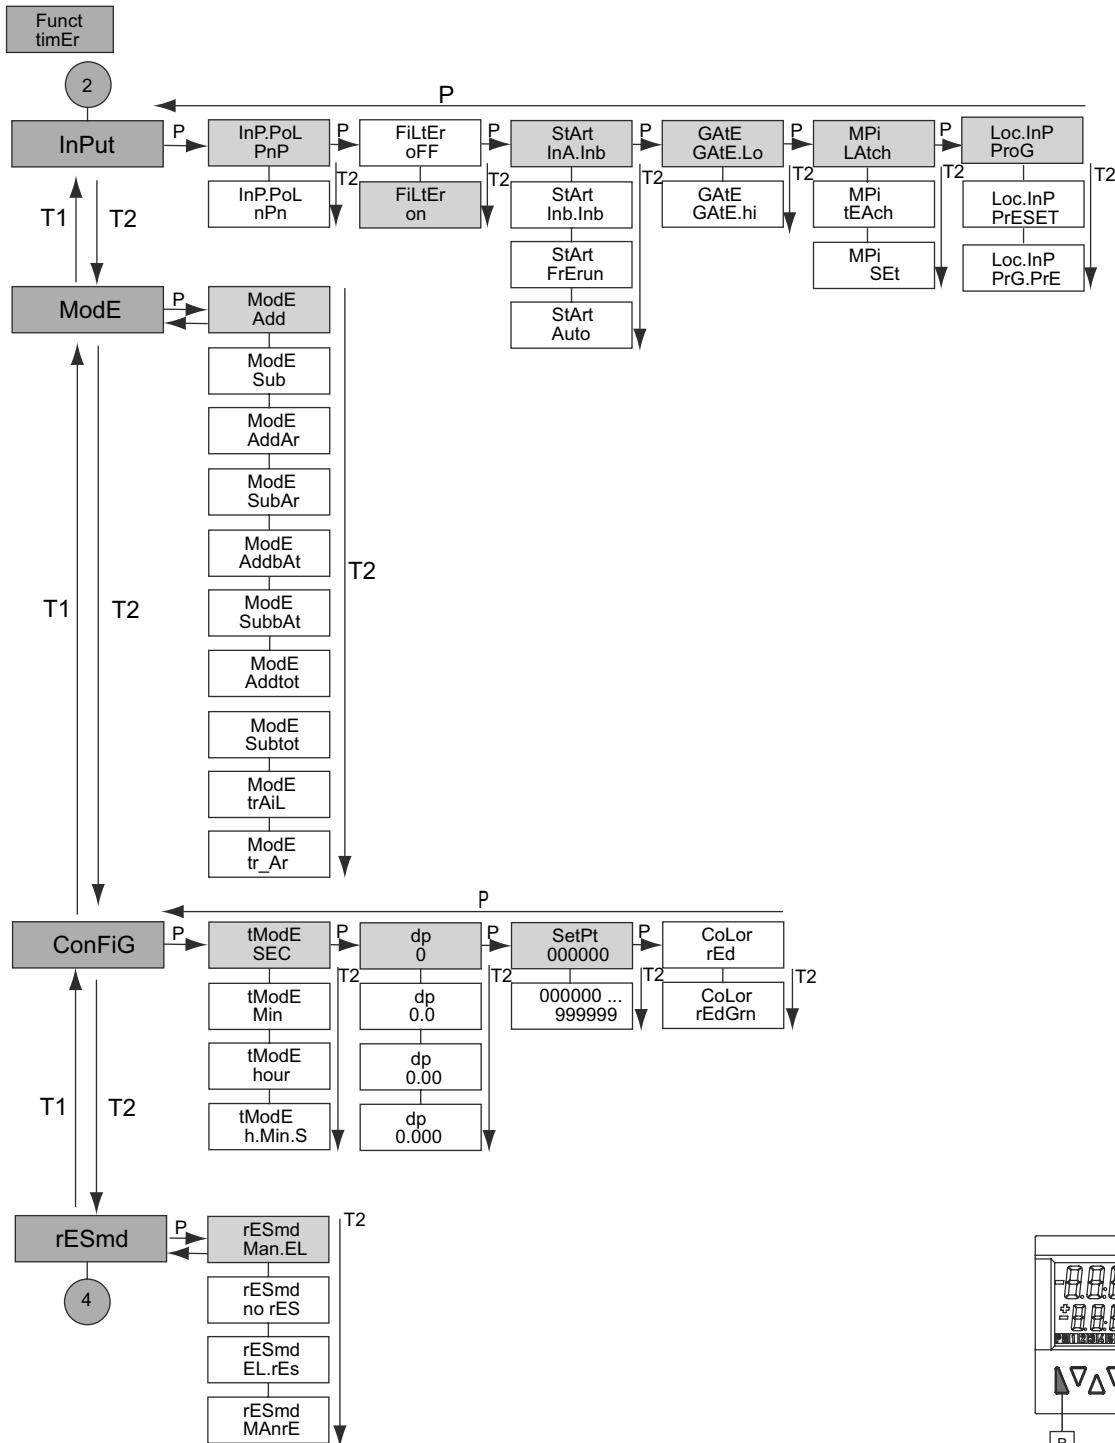 Funct
timEr
2
P
InPut
P
InP.PoL
PnP
P
FiLtEr
oFF
P
StArt
InA.Inb
P
GAtE
GAtE.Lo
P
MPi
LAtch
P
Loc.InP
ProG
T2
T2
T2
T2
T2
T2
InP.PoL
nPn
FiLtEr
on
StArt
Inb.Inb
GAtE
GAtE.hi
MPi
tEAch
Loc.InP
PrESET
StArt
FrErun
MPi
SEt
Loc.InP
PrG.PrE
StArt
Auto
T1
T2
ModE
P
ModE
Add
ModE
Sub
ModE
AddAr
ModE
SubAr
ModE
AddbAt
T2
ModE
SubbAt
T1
T2
ModE
Addtot
ModE
Subtot
ModE
trAiL
ModE
tr_Ar
P
ConFiG
P
tModE
SEC
P
dp
0
P
SetPt
000000
P
CoLor
rEd
T2
T2
T2
T2
tModE
Min
dp
0.0
000000 ...
999999
CoLor
rEdGrn
tModE
hour
dp
0.00
tModE
h.Min.S
dp
0.000
T1
T2
rESmd
P
rESmd
Man.EL
T2
4
rESmd
no rES
rESmd
EL.rEs
rESmd
MAnrE